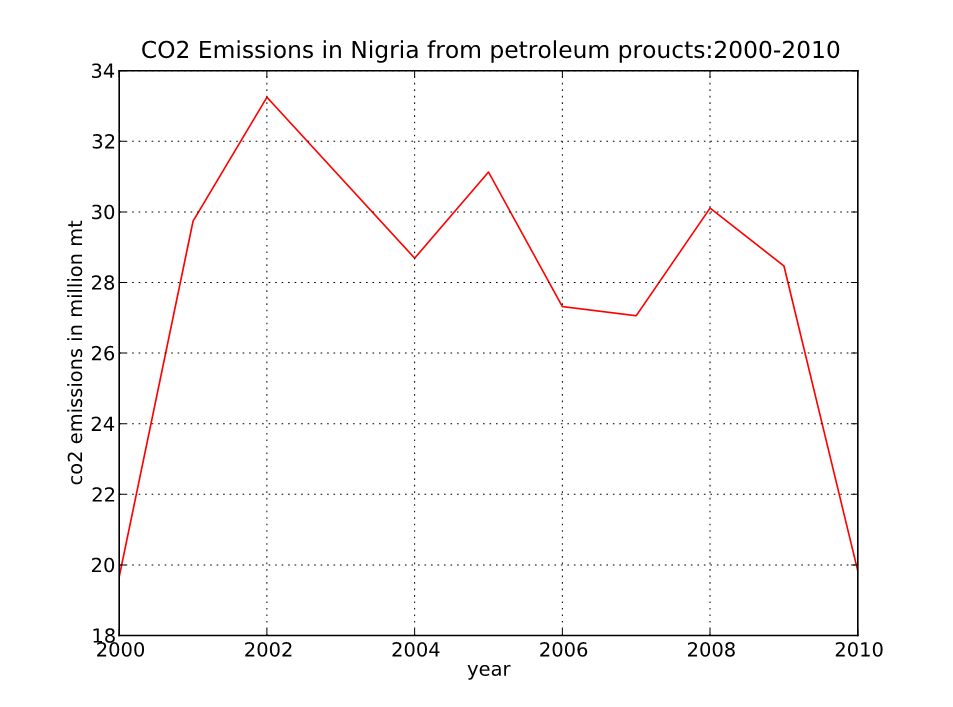 CO2 Emissions in Nigria from petroleum proucts:2000-2010
34
32
30
28
26
24
22
20
18
co2 emissions in million mt
2000 2002 2004 2006 2008 2010
year